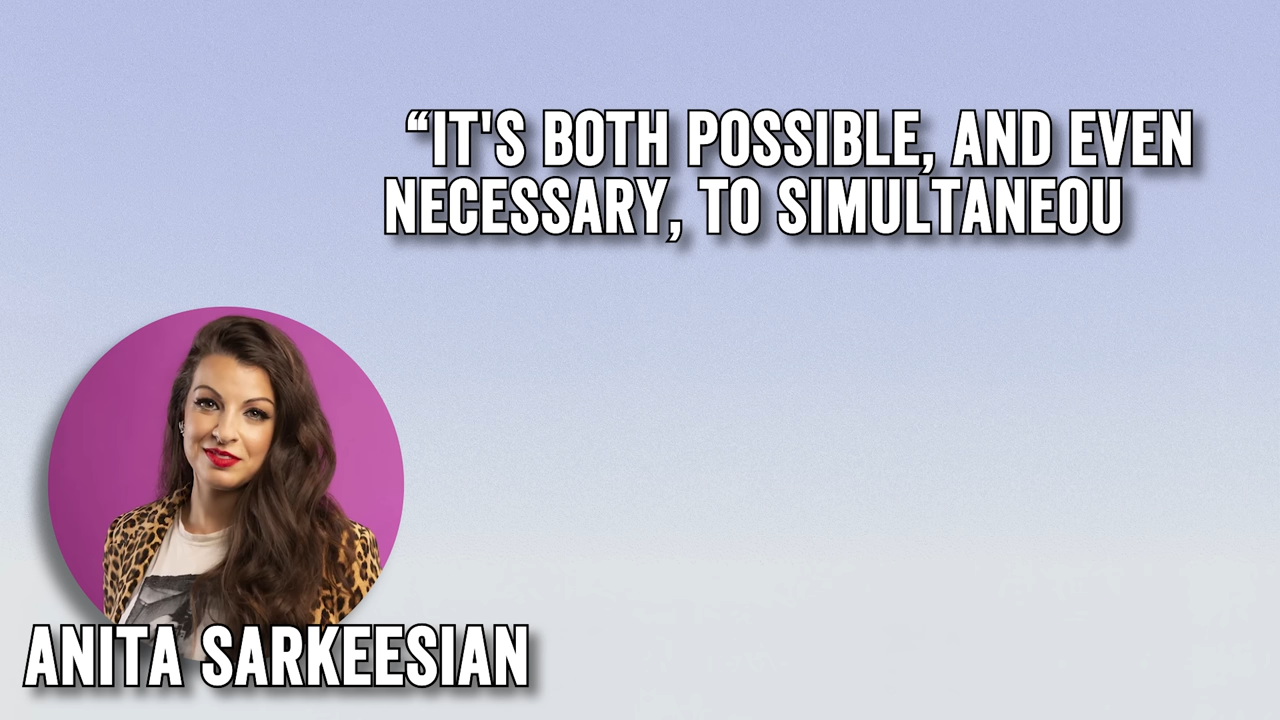 “IT'S BOTH POSSIBLE, AND EVEN
NECESSARY, TO SIMULTANEOU
ANITA SARKEESIAN